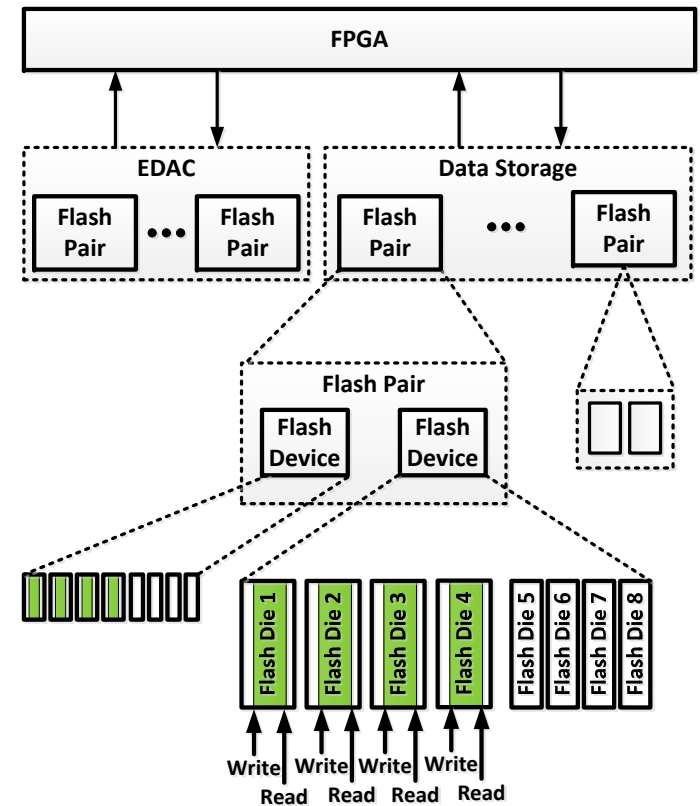 FPGA
EDAC
Data Storage
Flash
Pair
Flash
Pair
Flash
Pair
Flash
Pair
Flash Pair
Flash
Device
Flash
Device
Flash Die 1
Flash Die 2
Flash Die 3
Flash Die 4
Flash Die 5
Flash Die 6
Flash Die 7
Flash Die 8
Write
Write
Write
Write
Read
Read
Read
Read